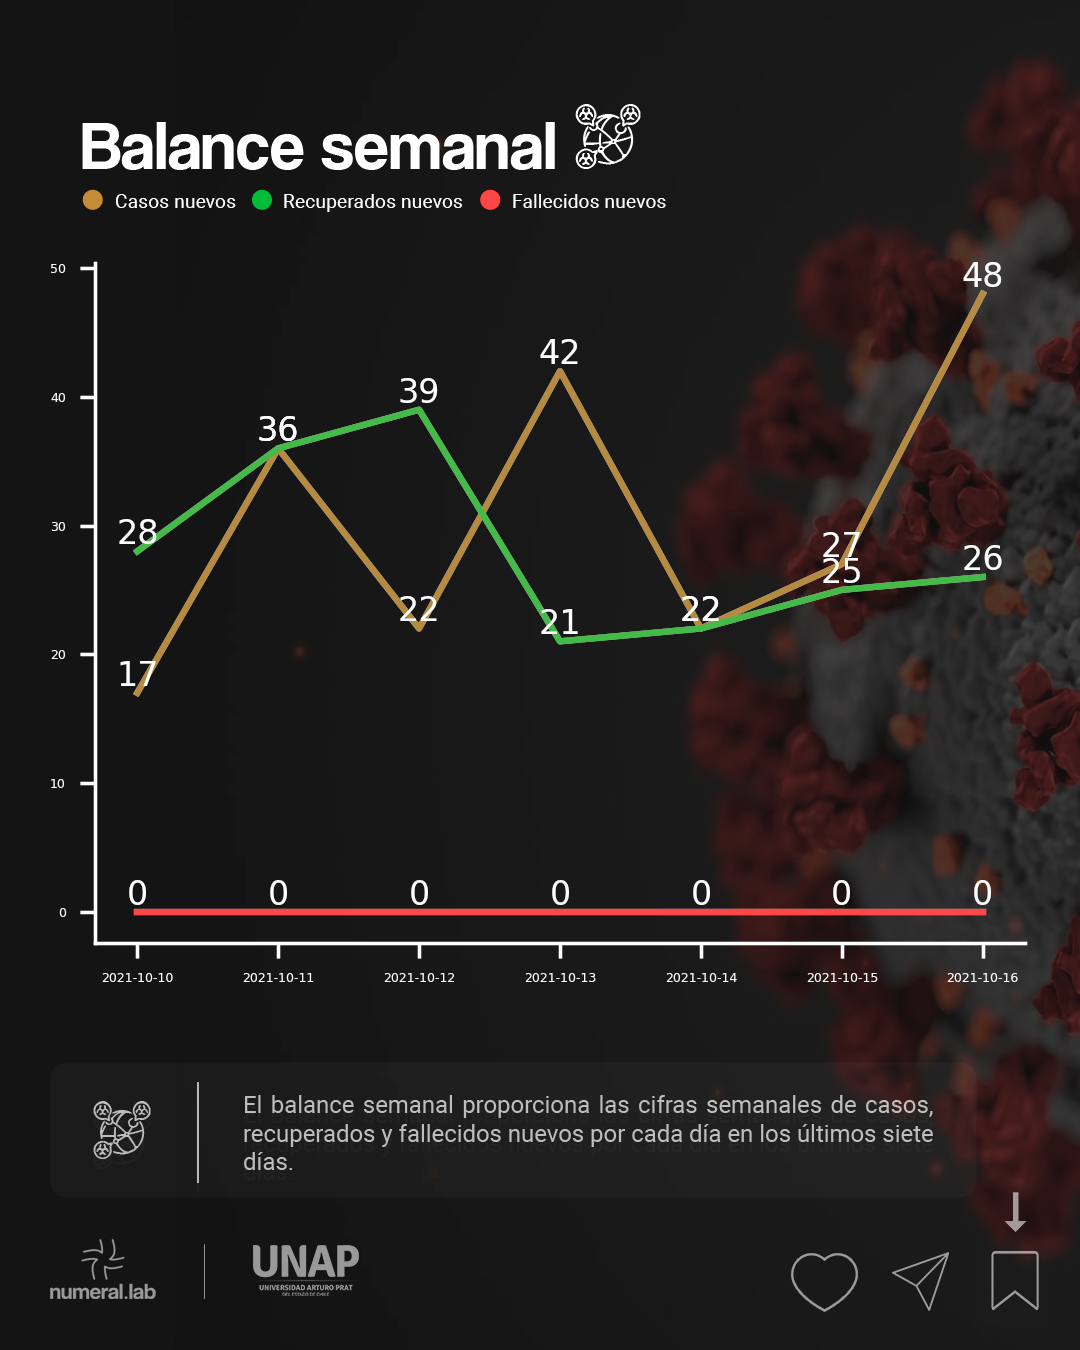 Balance semanal
Casos nuevos Recuperados nuevos Fallecidos nuevos
50
48
42
40
39
36
30
28
27
25
26
22
21
22
20
17
10
0 0 0 0 0 0 0
0
2021-10-10 2021-10-11 2021-10-12 2021-10-13 2021-10-14 2021-10-15 2021-10-16
El balance semanal proporciona las cifras semanales de casos,
recuperados y fallecidos nuevos por cada día en los últimos siete
días.
numeral.lab
UNAP
UNIVERSIDAD ARTURO PRAT
DEL ESTADO DE CHILE